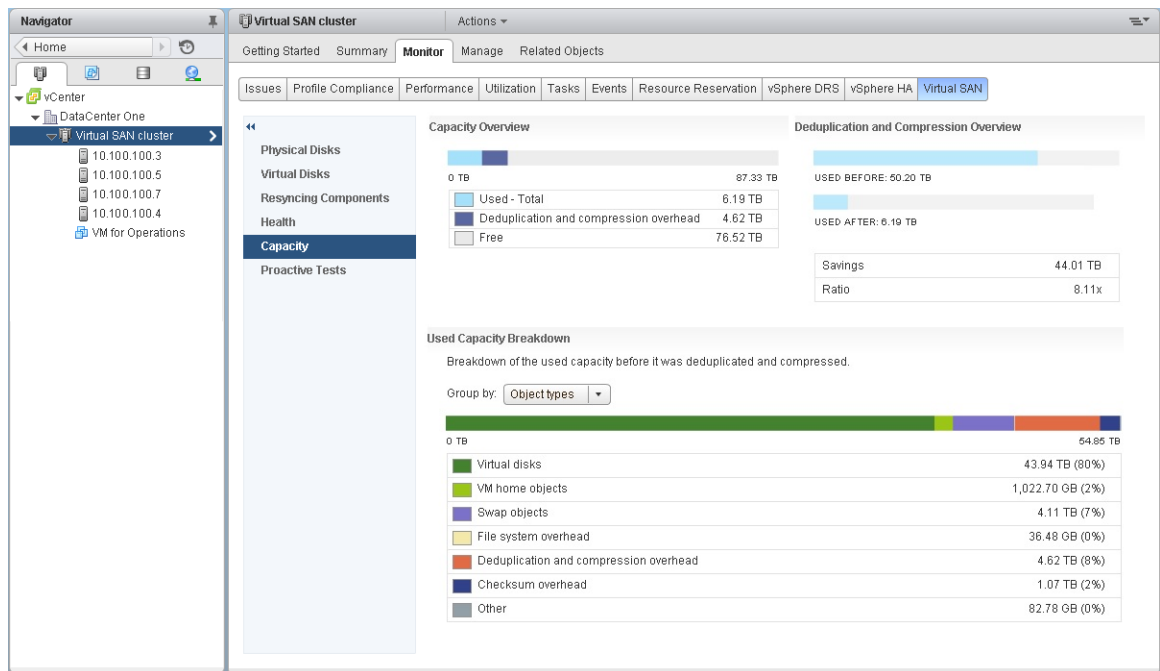 Navigator
Home
vCenter
DataCenter One
Virtual SAN cluster
10.100.100.3
10.100.100.5
10.100.100.7
10.100.100.4
VM for Operations
Virtual SAN cluster Actions
Getting Started Summary Monitor Manage Related Objects
Issues Profile Compliance Performance Utilization Tasks Events Resource Reservation vSphere DRS vSphere HA Virtual SAN
Physical Disks
Virtual Disks
Resyncing Components
Health
Capacity
Proactive Tests
Capacity Overview
0 TB 87.33 TB
Used - Total 6.19 TB
Deduplication and compression overhead 4.62 TB
Free 76.52 TB
Deduplication and Compression Overview
USED BEFORE: 50.20 TB
USED AFTER: 6.19 TB
Savings 44.01 TB
Ratio 8.11x
Used Capacity Breakdown
Breakdown of the used capacity before it was deduplicated and compressed.
Group by: Object types
0 TB 54.85 TB
Virtual disks 43.94 TB (80%)
VM home objects 1,022.70 GB (2%)
Swap objects 4.11 TB (7%)
File system overhead 36.48 GB (0%)
Deduplication and compression overhead 4.62 TB (8%)
Checksum overhead 1.07 TB (2%)
Other 82.78 GB (0%)